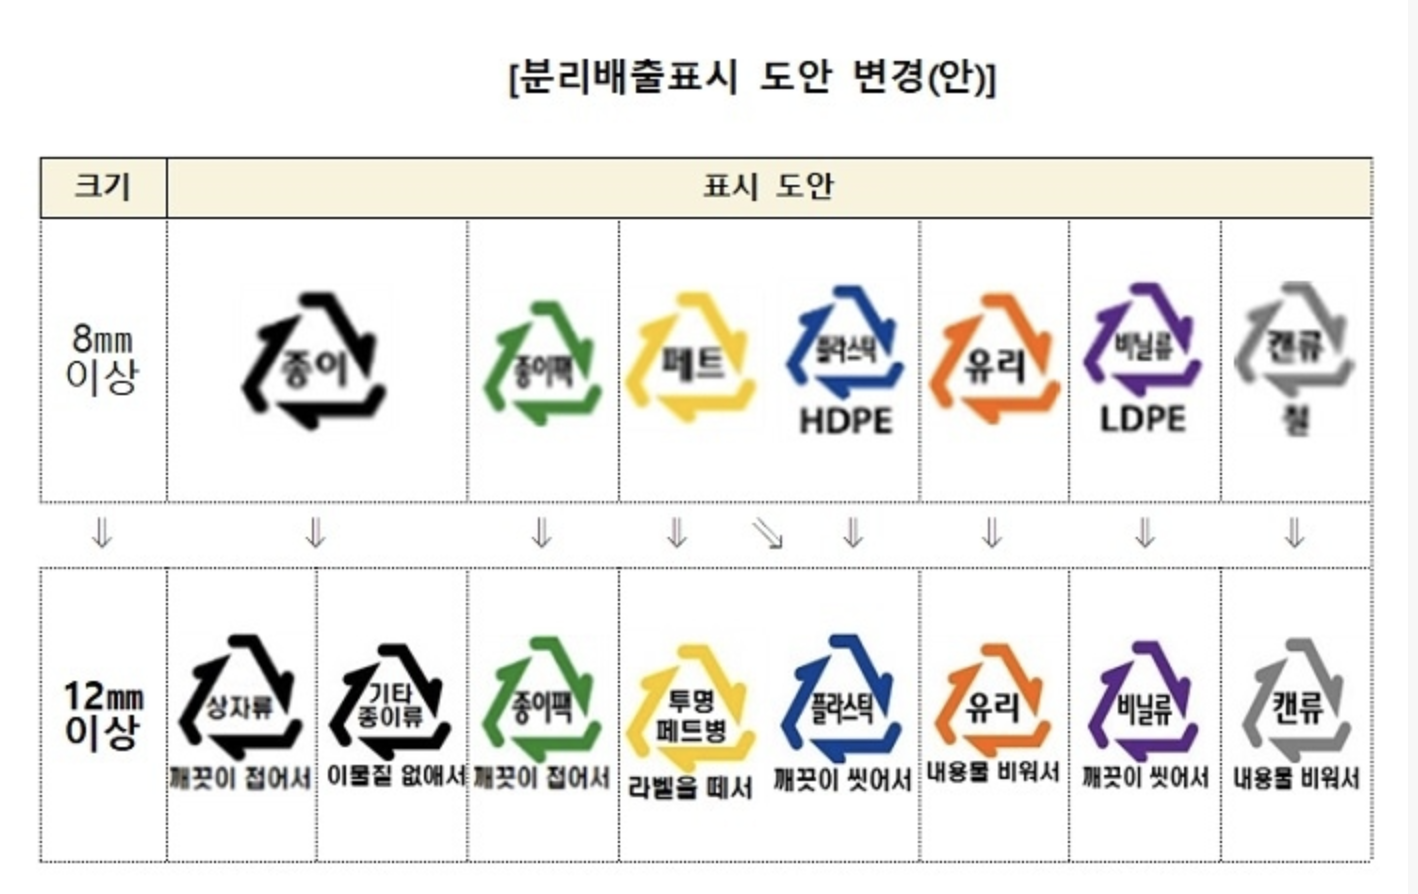 [분리배출표시 도안 변경(안)]
크기
표시 도안
8mm
이상
종이
종이팩
페트
플라스틱
HDPE
유리
비닐류
LDPE
캔류
철
12mm
이상
상자류
깨끗이 접어서
기타
종이류
이물질 없애서
종이팩
깨끗이 접어서
투명
페트병
라벨을 떼서
플라스틱
깨끗이 씻어서
유리
내용물 비워서
비닐류
깨끗이 씻어서
캔류
내용물 비워서